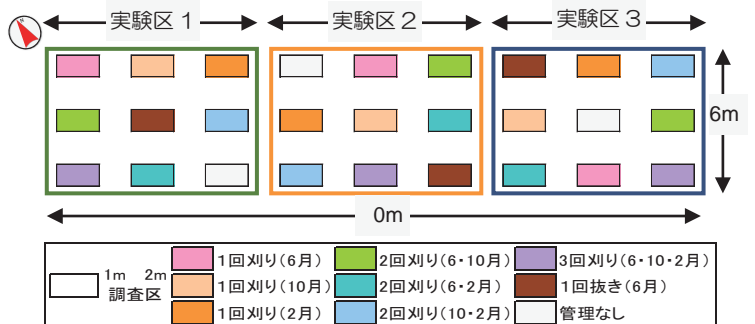 実験区1 実験区2 実験区3
6m
0m
1m 2m
調査区
1回刈り(6月) 2回刈り(6・10月) 3回刈り(6・10・2月)
1回刈り(10月) 2回刈り(6・2月) 1回抜き(6月)
1回刈り(2月) 2回刈り(10・2月) 管理なし